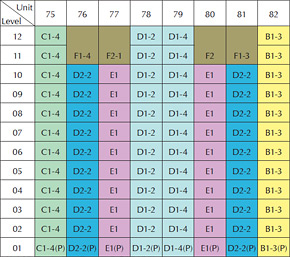 Unit
Level 75 76 77 78 79 80 81 82
12 C1-4 D1-2 D1-4 B1-3
11 C1-4 F1-4 F2-1 D1-2 D1-4 F2 F1-3 B1-3
10 C1-4 D2-2 E1 D1-2 D1-4 E1 D2-2 B1-3
09 C1-4 D2-2 E1 D1-2 D1-4 E1 D2-2 B1-3
08 C1-4 D2-2 E1 D1-2 D1-4 E1 D2-2 B1-3
07 C1-4 D2-2 E1 D1-2 D1-4 E1 D2-2 B1-3
06 C1-4 D2-2 E1 D1-2 D1-4 E1 D2-2 B1-3
05 C1-4 D2-2 E1 D1-2 D1-4 E1 D2-2 B1-3
04 C1-4 D2-2 E1 D1-2 D1-4 E1 D2-2 B1-3
03 C1-4 D2-2 E1 D1-2 D1-4 E1 D2-2 B1-3
02 C1-4 D2-2 E1 D1-2 D1-4 E1 D2-2 B1-3
01 C1-4(P) D2-2(P) E1(P) D1-2(P) D1-4(P) E1(P) D2-2(P) B1-3(P)